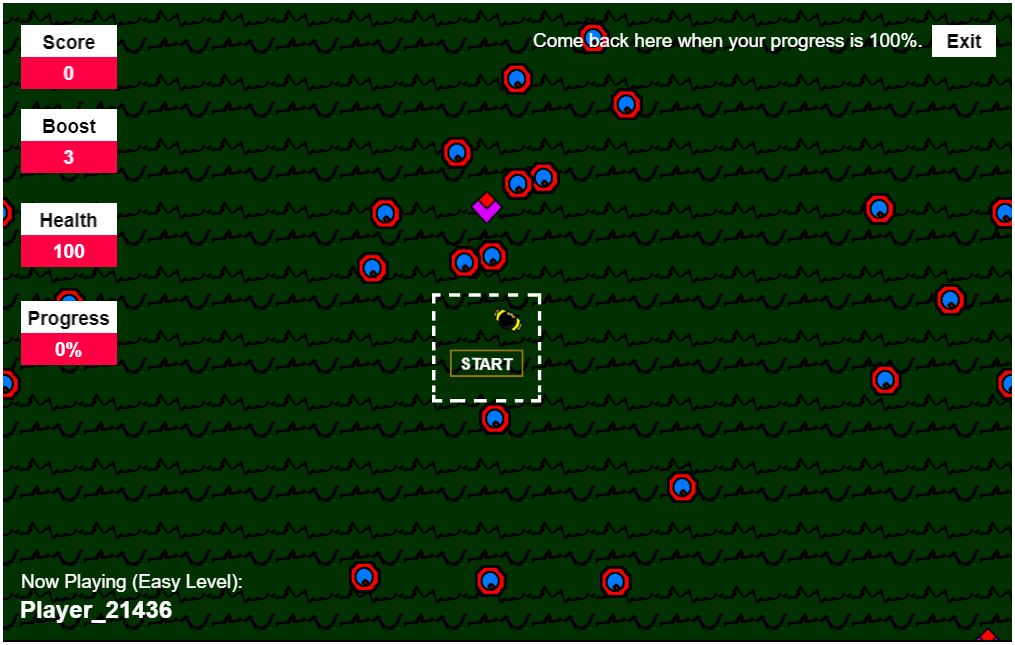 Score
0
Come back here when your progress is 100%.
Exit
Boost
3
Health
100
Progress
0%
START
Now Playing (Easy Level):
Player_21436